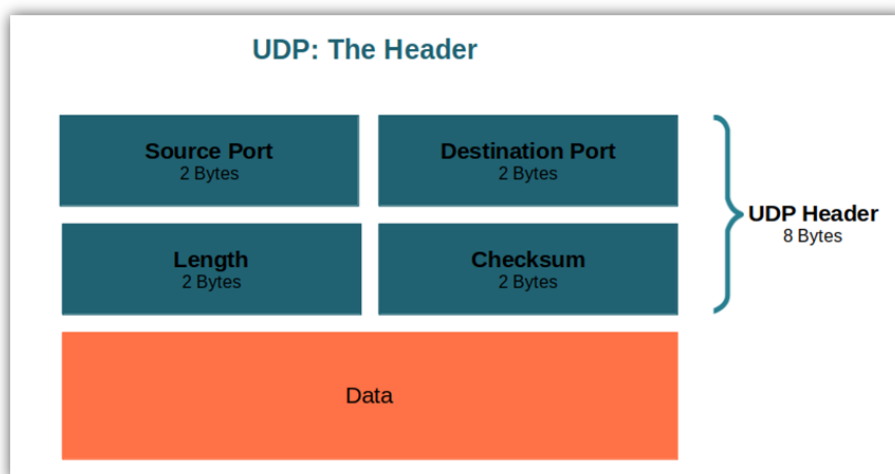 UDP: The Header
Source Port
2 Bytes
Destination Port
2 Bytes
UDP Header
8 Bytes
Length
2 Bytes
Checksum
2 Bytes
Data